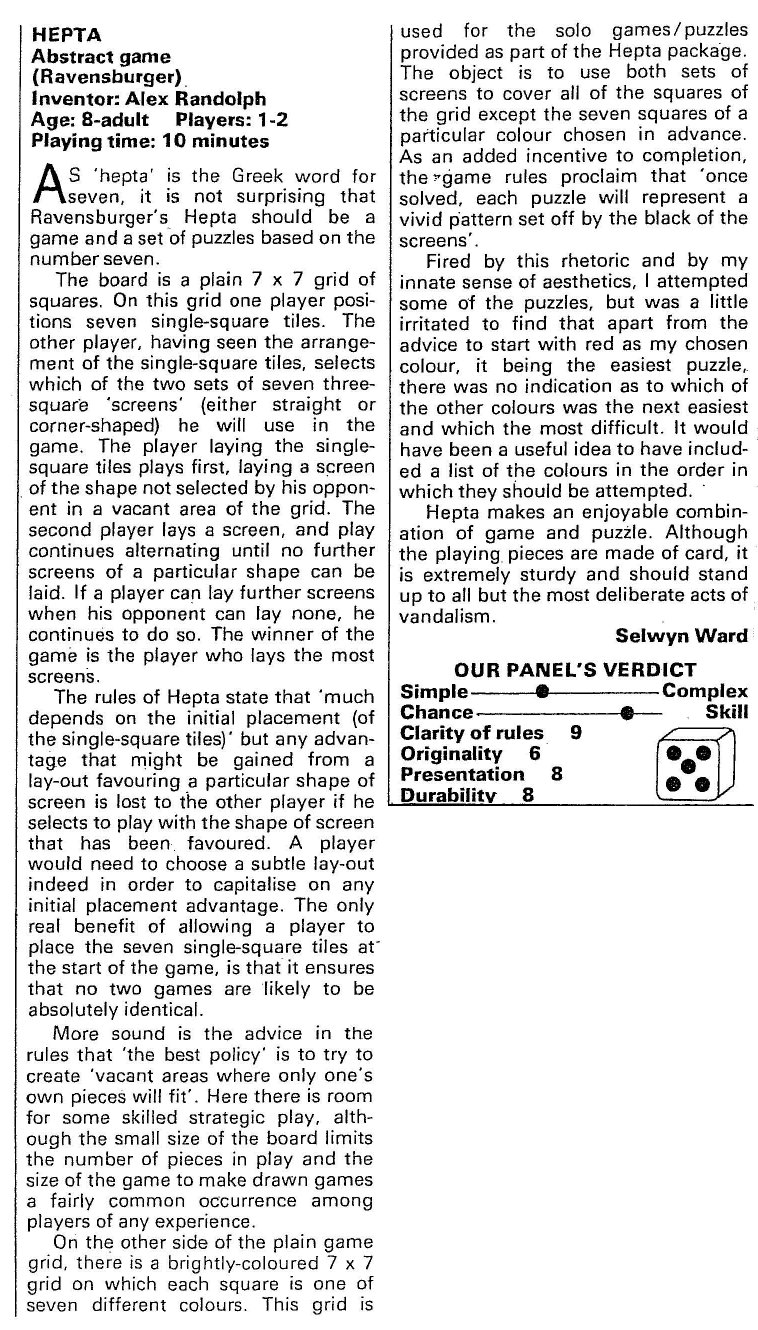 HEPTA
Abstract game
(Ravensburger)
Inventor: Alex Randolph
Age: 8-adult Players: 1-2
Playing time: 10 minutes
AS 'hepta' is the Greek word for
seven, it is not surprising that
Ravensburger's Hepta should be a
game and a set of puzzles based on the
number seven.
The board is a plain 7 x 7 grid of
squares. On this grid one player posi-
tions seven single-square tiles. The
other player, having seen the arrange-
ment of the single-square tiles, selects
which of the two sets of seven three-
square 'screens' (either straight or
corner-shaped) he will use in the
game. The player laying the single-
square tiles plays first, laying a screen
of the shape not selected by his oppon-
ent in a vacant area of the grid. The
second player lays a screen, and play
continues alternating until no further
screens of a particular shape can be
laid. If a player can lay further screens
when his opponent can lay none, he
continues to do so. The winner of the
game is the player who lays the most
screens.
The rules of Hepta state that 'much
depends on the initial placement (of
the single-square tiles)' but any advan-
tage that might be gained from a
lay-out favouring a particular shape of
screen is lost to the other player if he
selects to play with the shape of screen
that has been favoured. A player
would need to choose a subtle lay-out
indeed in order to capitalise on any
initial placement advantage. The only
real benefit of allowing a player to
place the seven single-square tiles at
the start of the game, is that it ensures
that no two games are likely to be
absolutely identical.
More sound is the advice in the
rules that 'the best policy' is to try to
create 'vacant areas where only one's
own pieces will fit'. Here there is room
for some skilled strategic play, alth-
ough the small size of the board limits
the number of pieces in play and the
size of the game to make drawn games
a fairly common occurrence among
players of any experience.
On the other side of the plain game
grid, there is a brightly-coloured 7 x 7
grid on which each square is one of
seven different colours. This grid is
used for the solo games/puzzles
provided as part of the Hepta package.
The object is to use both sets of
screens to cover all of the squares of
the grid except the seven squares of a
particular colour chosen in advance.
As an added incentive to completion,
the game rules proclaim that 'once
solved, each puzzle will represent a
vivid pattern set off by the black of the
screens'.
Fired by this rhetoric and by my
innate sense of aesthetics, I attempted
some of the puzzles, but was a little
irritated to find that apart from the
advice to start with red as my chosen
colour, it being the easiest puzzle,
there was no indication as to which of
the other colours was the next easiest
and which the most difficult. It would
have been a useful idea to have includ-
ed a list of the colours in the order in
which they should be attempted.
Hepta makes an enjoyable combin-
ation of game and puzzle. Although
the playing pieces are made of card, it
is extremely sturdy and should stand
up to all but the most deliberate acts of
vandalism.
Selwyn Ward
OUR PANEL'S VERDICT
Simple Complex
Chance Skill
Clarity of rules 9
Originality 6
Presentation 8
Durability 8